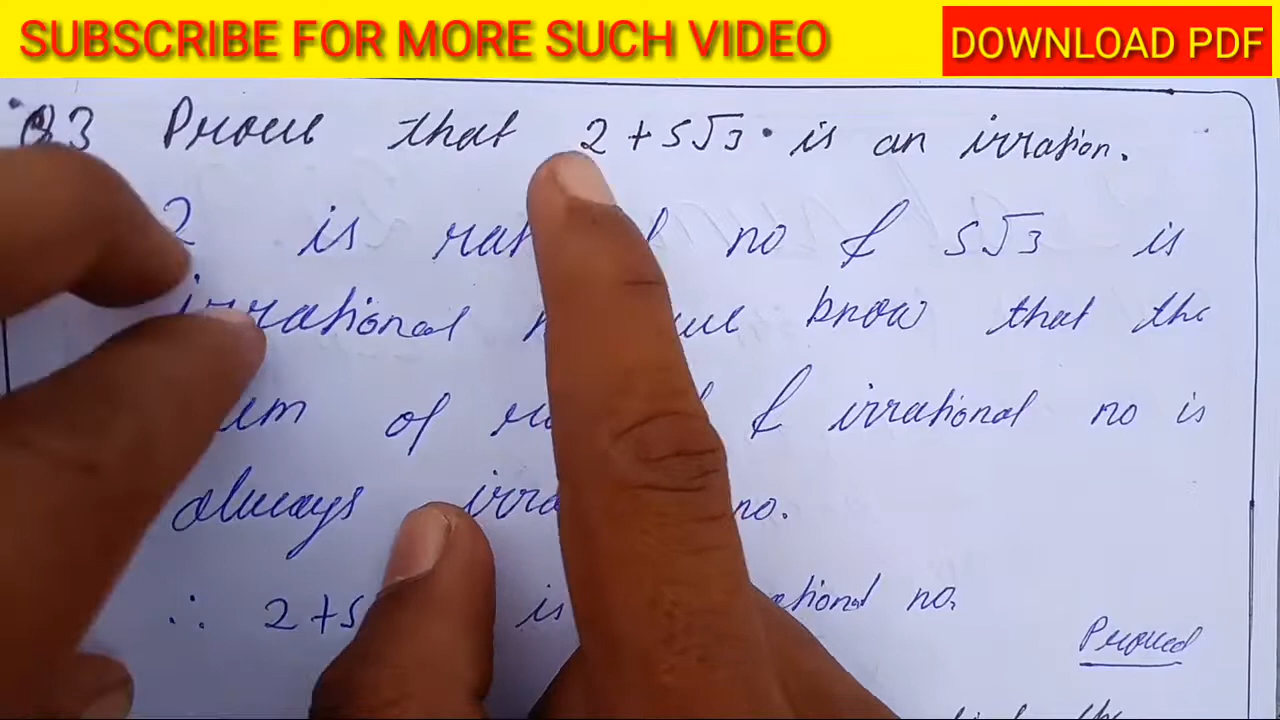 SUBSCRIBE FOR MORE SUCH VIDEO
DOWNLOAD PDF
Q3 Prove that 2 + 5√3 is an irration.
2 is no & 5√3 is
irrational we know that the
of & irrational no is
always no.
∴ 2 + 5 is no.
Proved
the